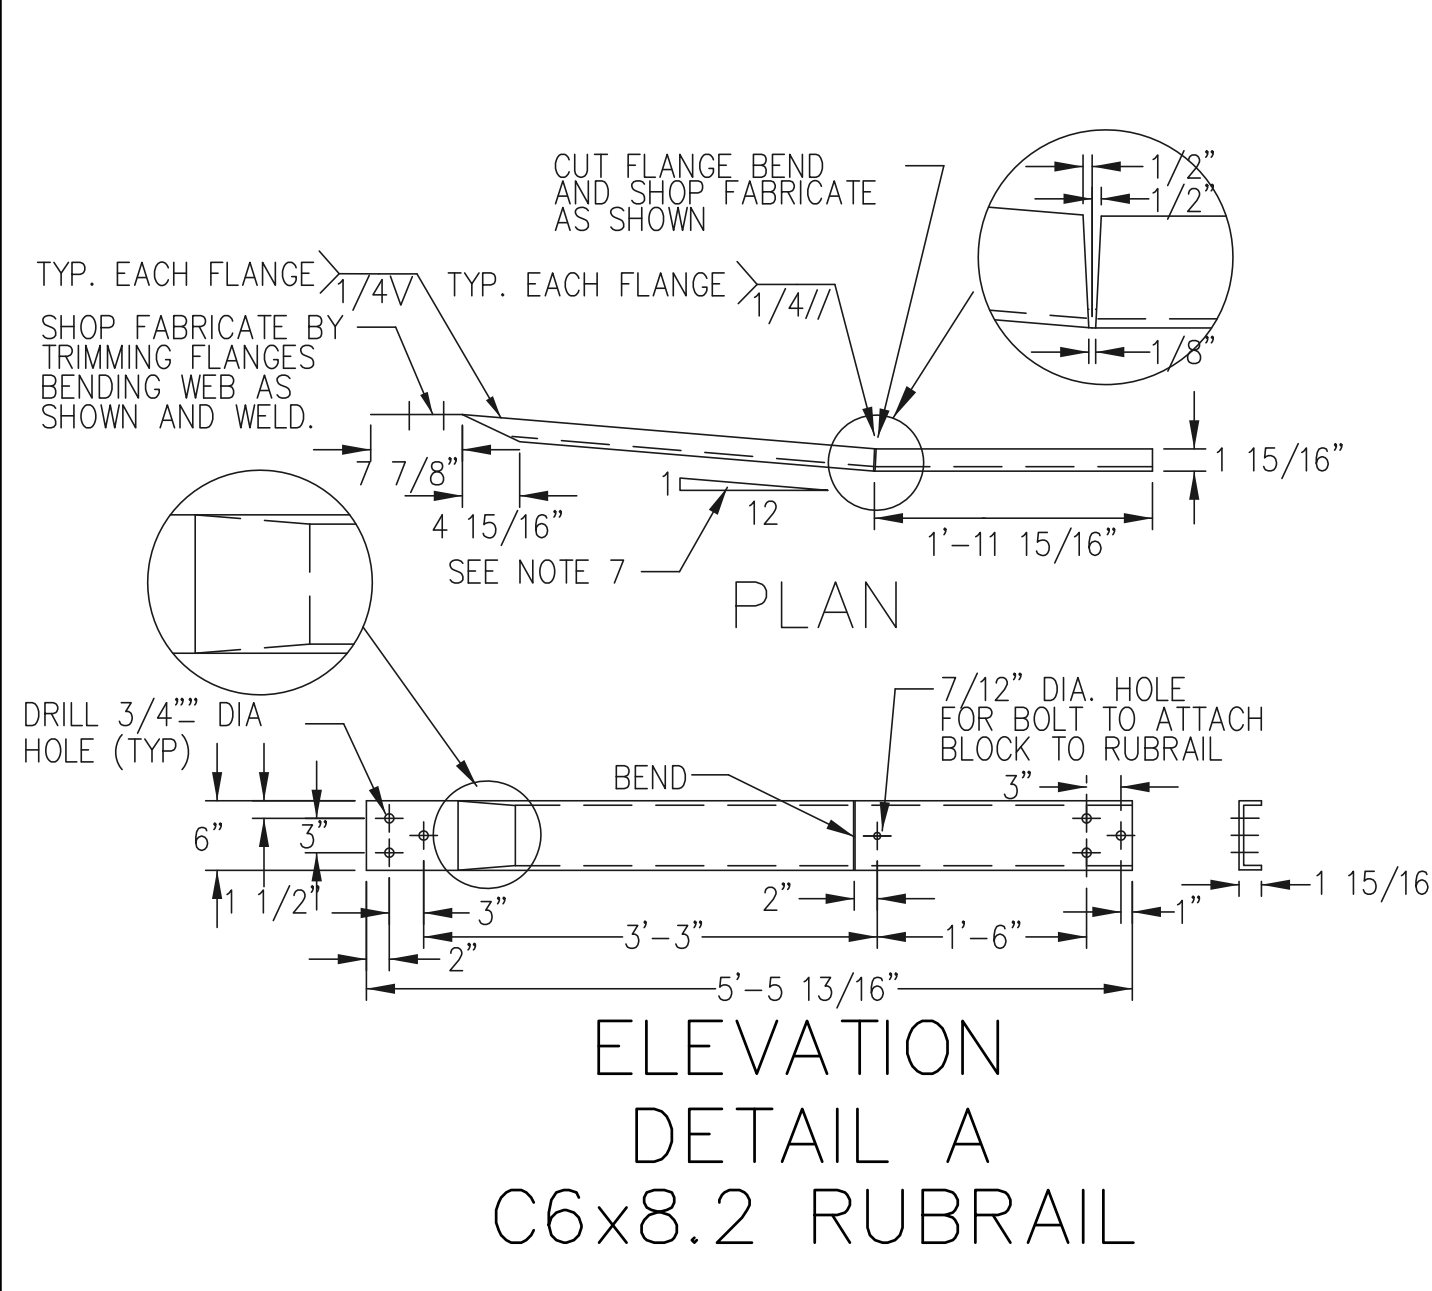 CUT FLANGE BEND
AND SHOP FABRICATE
AS SHOWN
1/2”
1/2”
1/8”
TYP. EACH FLANGE
1/4
TYP. EACH FLANGE
1/4//
SHOP FABRICATE BY
TRIMMING FLANGES
BENDING WEB AS
SHOWN AND WELD.
7 7/8”
4 15/16”
1
12
1 15/16”
1’–11 15/16”
SEE NOTE 7
PLAN
DRILL 3/4”” DIA
HOLE (TYP)
7/12” DIA. HOLE
FOR BOLT TO ATTACH
BLOCK TO RUBRAIL
BEND
3”
6”
3”
1 1/2”
3”
2”
1 15/16
1”
3’–3”
1’–6”
2”
5’–5 13/16”
ELEVATION
DETAIL A
C6x8.2 RUBRAIL